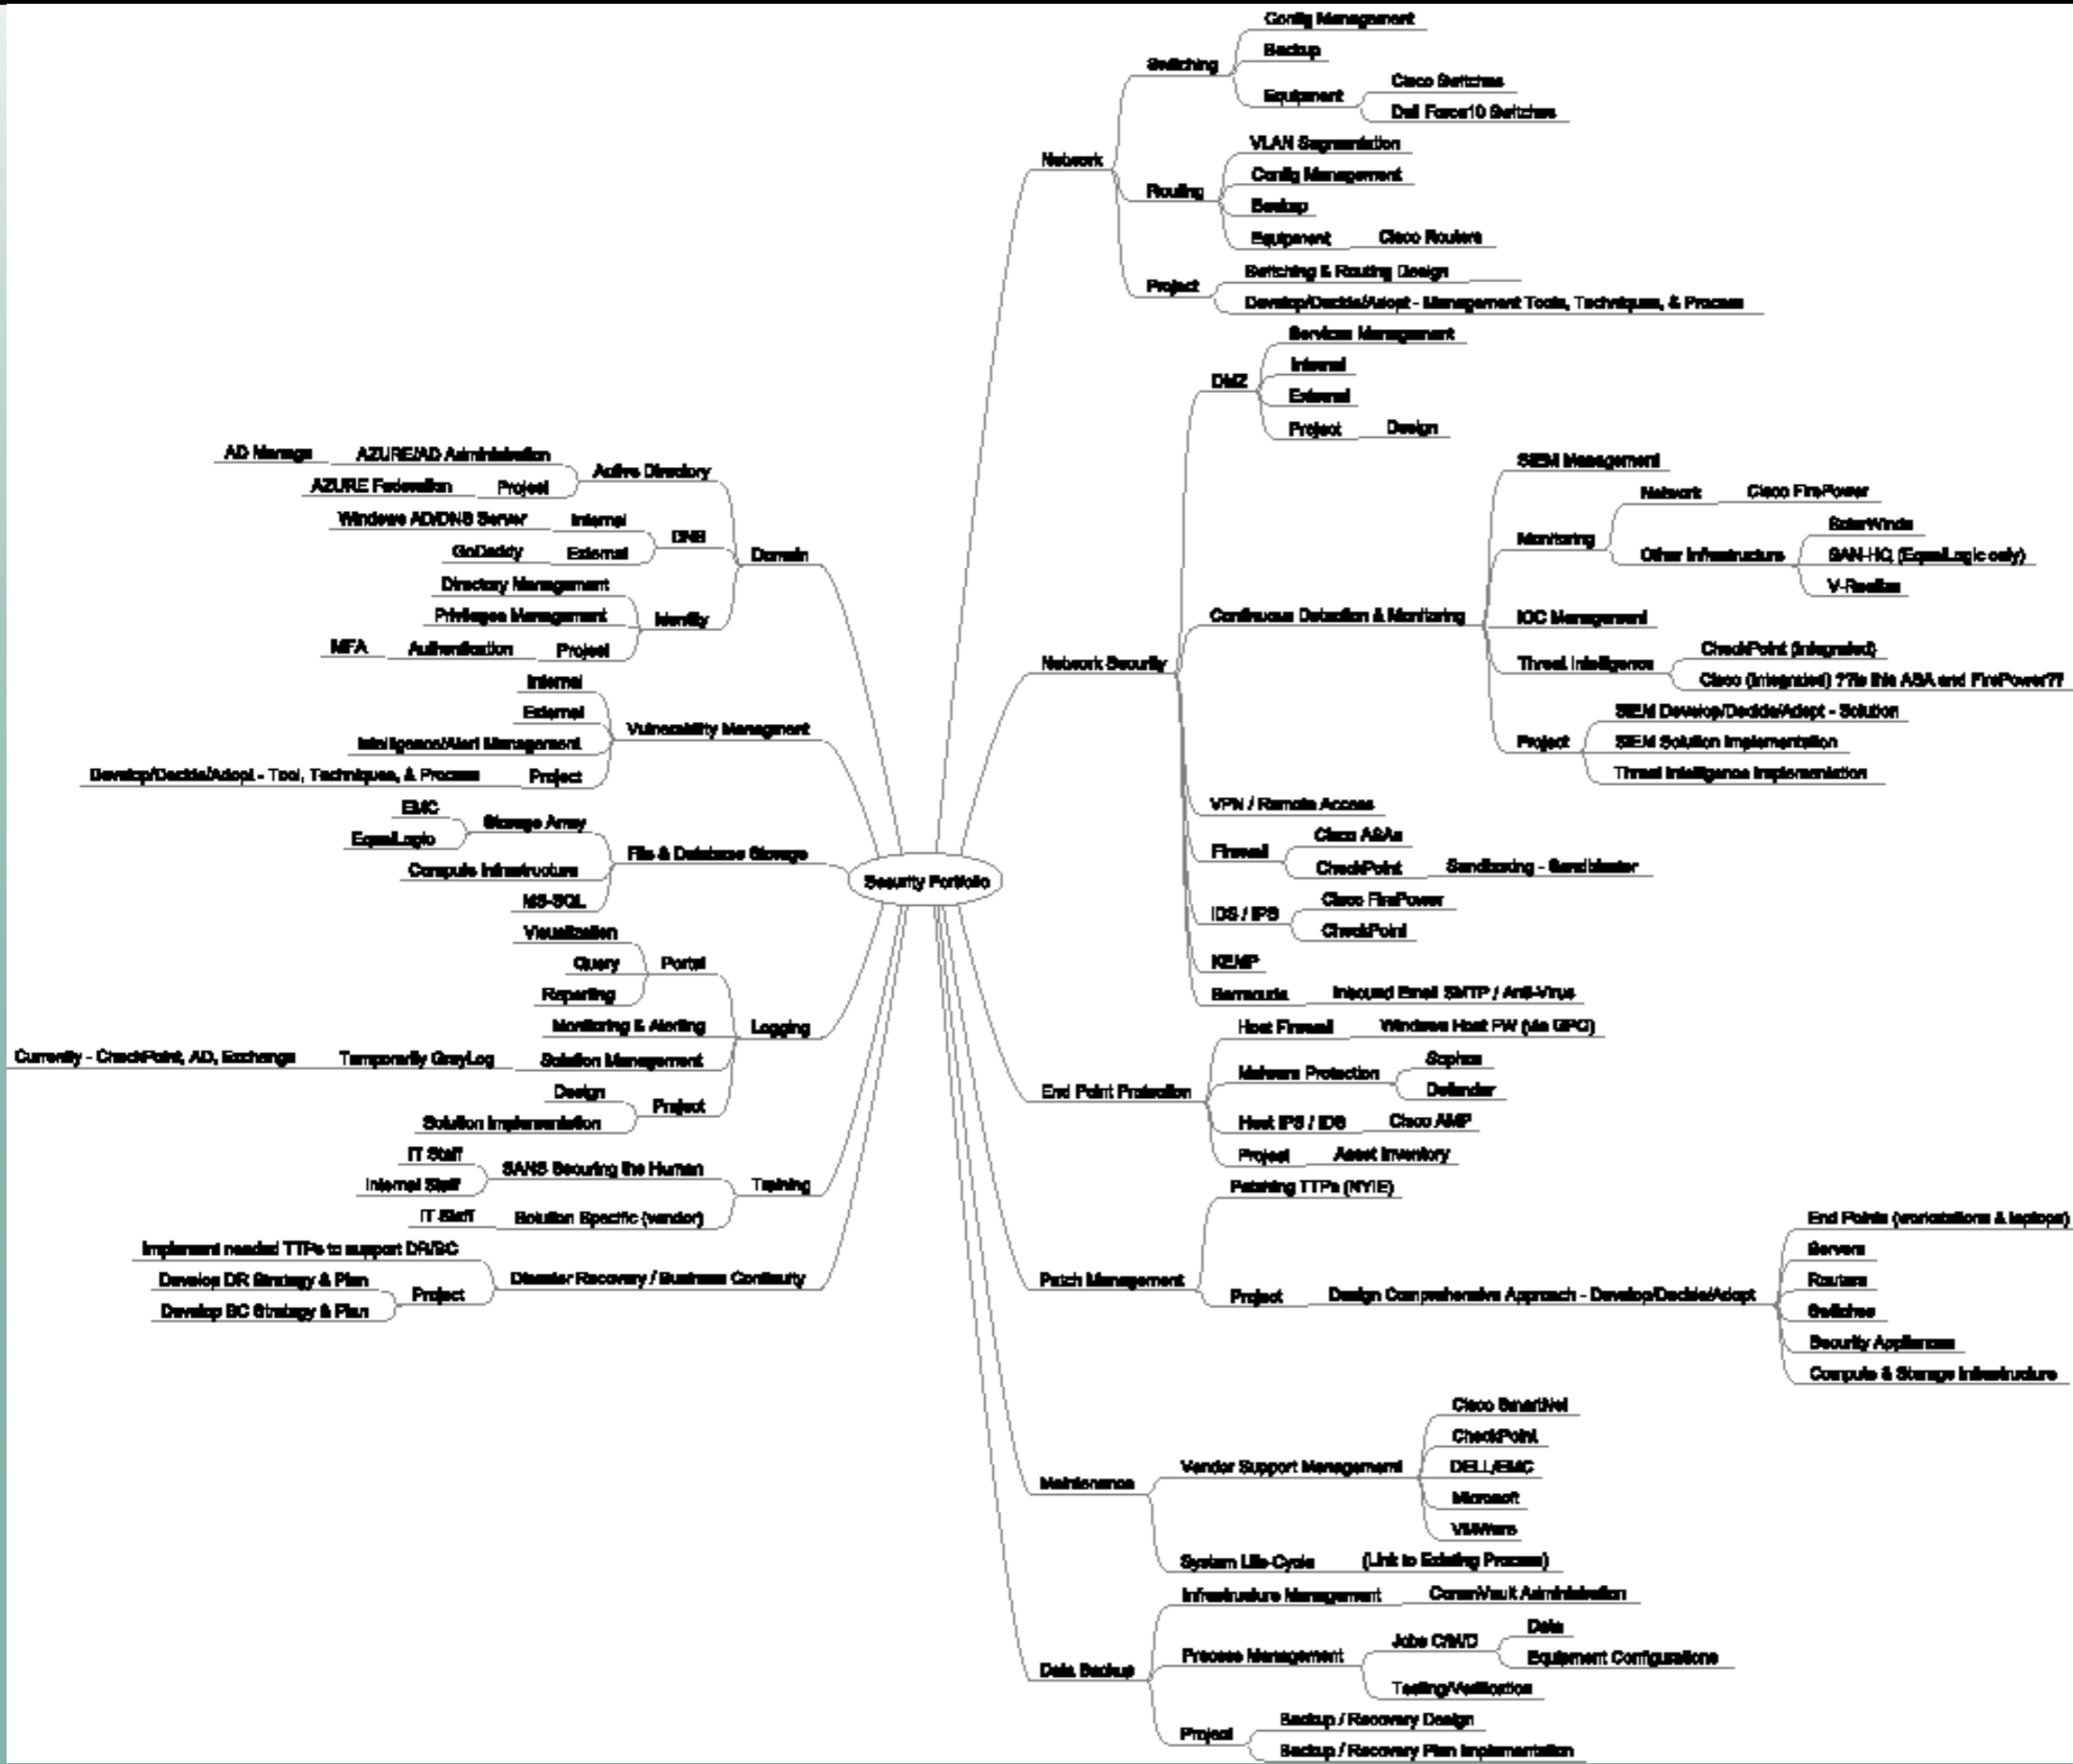 Security Portfolio
Network
Switching
Config Management
Backup
Equipment
Cisco Switches
Dell Force10 Switches
Routing
VLAN Segmentation
Config Management
Backup
Equipment
Cisco Routers
Project
Switching & Routing Design
Develop/Decide/Adopt - Management Tools, Techniques, & Process
Network Security
DMZ
Services Management
Internal
External
Project
Design
Continuous Detection & Monitoring
SIEM Management
Monitoring
Network
Cisco FirePower
Other Infrastructure
SolarWinds
SAN-HQ (EqualLogic only)
V-Realize
IOC Management
Threat Intelligence
CheckPoint (Integrated)
Cisco (Integrated) ??Is this ASA and FirePower??
Project
SIEM Develop/Decide/Adopt - Solution
SIEM Solution Implementation
Threat Intelligence Implementation
VPN / Remote Access
Firewall
Cisco ASAs
CheckPoint
Sandboxing - Sandblaster
IDS / IPS
Cisco FirePower
CheckPoint
KEMP
Barracuda
Inbound Email SMTP / Anti-Virus
End Point Protection
Host Firewall
Windows Host FW (via GPO)
Malware Protection
Sophos
Defender
Host IPS / IDS
Cisco AMP
Project
Asset Inventory
Patch Management
Patching TTPs (NYIE)
Project
Design Comprehensive Approach - Develop/Decide/Adopt
End Points (workstations & laptops)
Servers
Routers
Switches
Security Appliances
Compute & Storage Infrastructure
Maintenance
Vendor Support Managememt
Cisco SmartNet
CheckPoint
DELL/EMC
Microsoft
VMWare
System Life-Cycle
(Link to Existing Process)
Data Backup
Infrastructure Management
CommVault Administration
Process Management
Jobs
Data
Equipment Configurations
Testing/Verification
Project
Backup / Recovery Design
Backup / Recovery Plan Implementation
Domain
Active Directory
AZURE/AD Administration
AD Manage
Project
AZURE Federation
DNS
Internal
Windows AD/DNS Server
External
GoDaddy
Identity
Directory Management
Privileges Management
Project
Authentication
MFA
Vulnerability Managment
Internal
External
Intelligence/Alert Management
Project
Develop/Decide/Adopt - Tool, Techniques, & Process
File & Database Storage
Storage Array
EMC
EqualLogic
Compute Infrastructure
MS-SQL
Logging
Portal
Visualization
Query
Reporting
Monitoring & Alerting
Solution Management
Temporarily GrayLog
Currently - CheckPoint, AD, Exchange
Project
Design
Solution Implementation
Training
SANS Securing the Human
IT Staff
Internal Staff
Solution Specific (vendor)
IT Staff
Disaster Recovery / Business Continuity
Implement needed TTPs to support DR/BC
Project
Develop DR Strategy & Plan
Develop BC Strategy & Plan